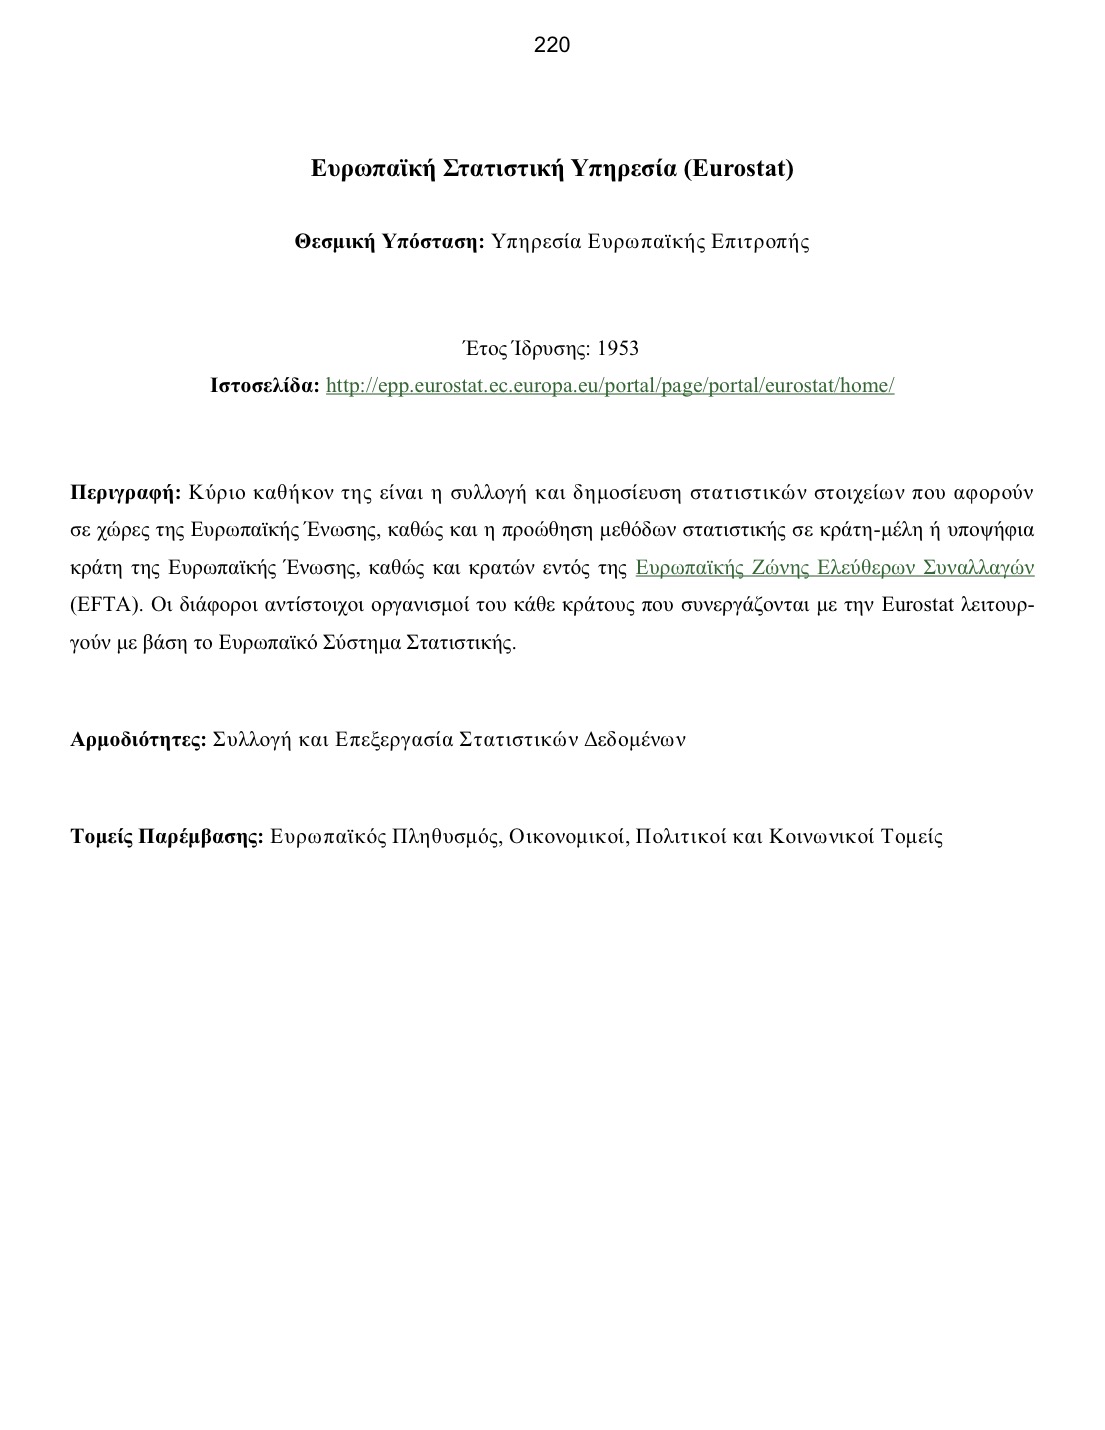 220
Ευρωπαϊκή Στατιστική Υπηρεσία (Eurostat)
Θεσμική Υπόσταση: Υπηρεσία Ευρωπαϊκής Επιτροπής
Έτος Ίδρυσης: 1953
Ιστοσελίδα: http://epp.eurostat.ec.europa.eu/portal/page/portal/eurostat/home/
Περιγραφή: Κύριο καθήκον της είναι η συλλογή και δημοσίευση στατιστικών στοιχείων που αφορούν
σε χώρες της Ευρωπαϊκής Ένωσης, καθώς και η προώθηση μεθόδων στατιστικής σε κράτη-μέλη ή υποψήφια
κράτη της Ευρωπαϊκής Ένωσης, καθώς και κρατών εντός της Ευρωπαϊκής Ζώνης Ελεύθερων Συναλλαγών
(EFTA). Οι διάφοροι αντίστοιχοι οργανισμοί του κάθε κράτους που συνεργάζονται με την Eurostat λειτουρ-
γούν με βάση το Ευρωπαϊκό Σύστημα Στατιστικής.
Αρμοδιότητες: Συλλογή και Επεξεργασία Στατιστικών Δεδομένων
Τομείς Παρέμβασης: Ευρωπαϊκός Πληθυσμός, Οικονομικοί, Πολιτικοί και Κοινωνικοί Τομείς